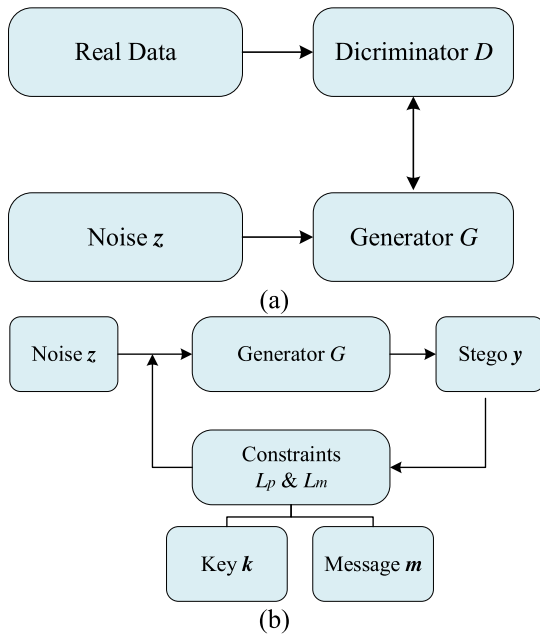 Real Data
Dicriminator D
Noise z
Generator G
(a)
Noise z
Generator G
Stego y
Constraints
Lp & Lm
Key k
Message m
(b)